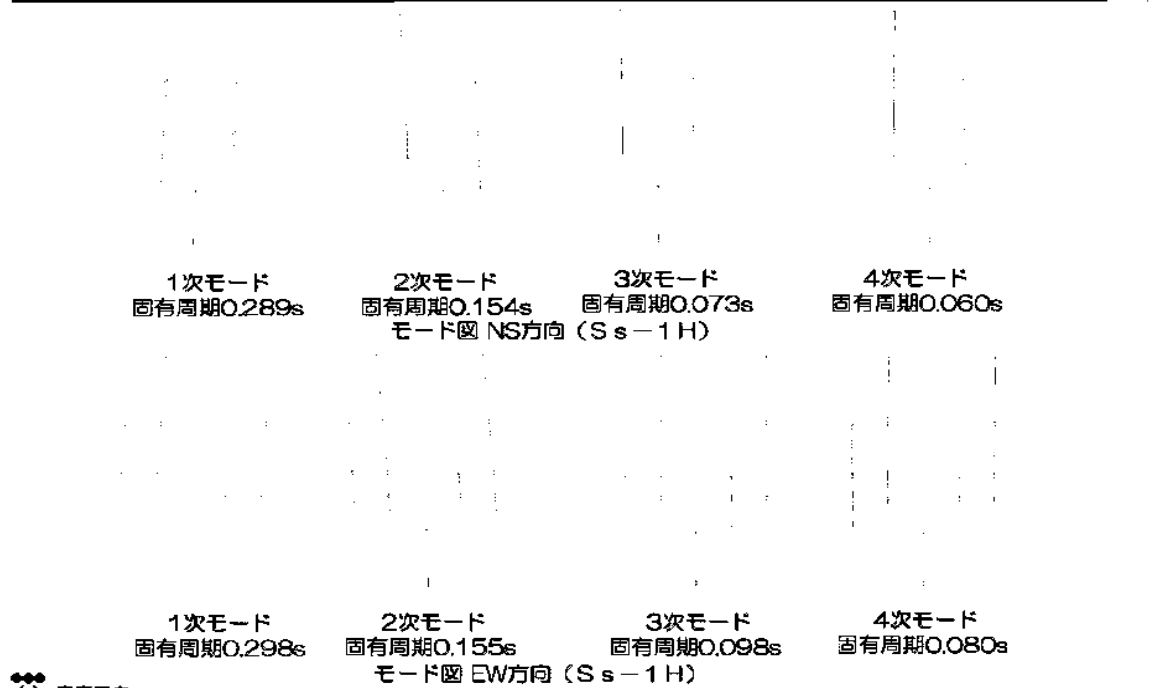 1次モード 2次モード 3次モード 4次モード
固有周期0.289s 固有周期0.154s 固有周期0.073s 固有周期0.060s
モード図 NS方向（Ss－1H）
1次モード 2次モード 3次モード 4次モード
固有周期0.298s 固有周期0.155s 固有周期0.098s 固有周期0.080s
モード図 EW方向（Ss－1H）